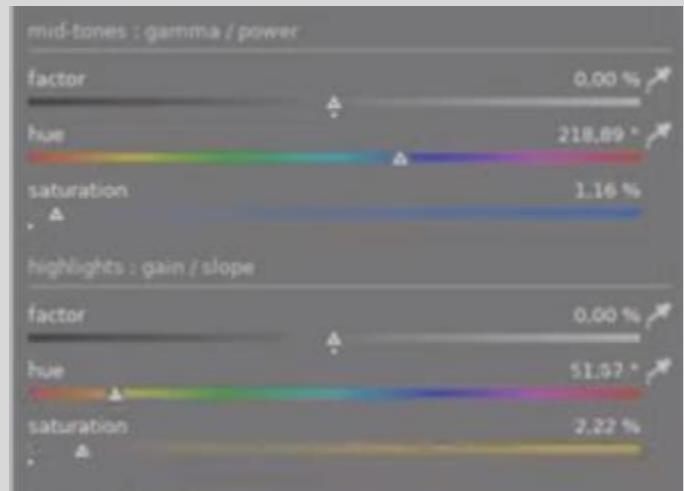 mid-tones : gamma / power
factor 0,00 %
hue 218,89 °
saturation 1,16 %
highlights : gain / slope
factor 0,00 %
hue 51,97 °
saturation 2,22 %